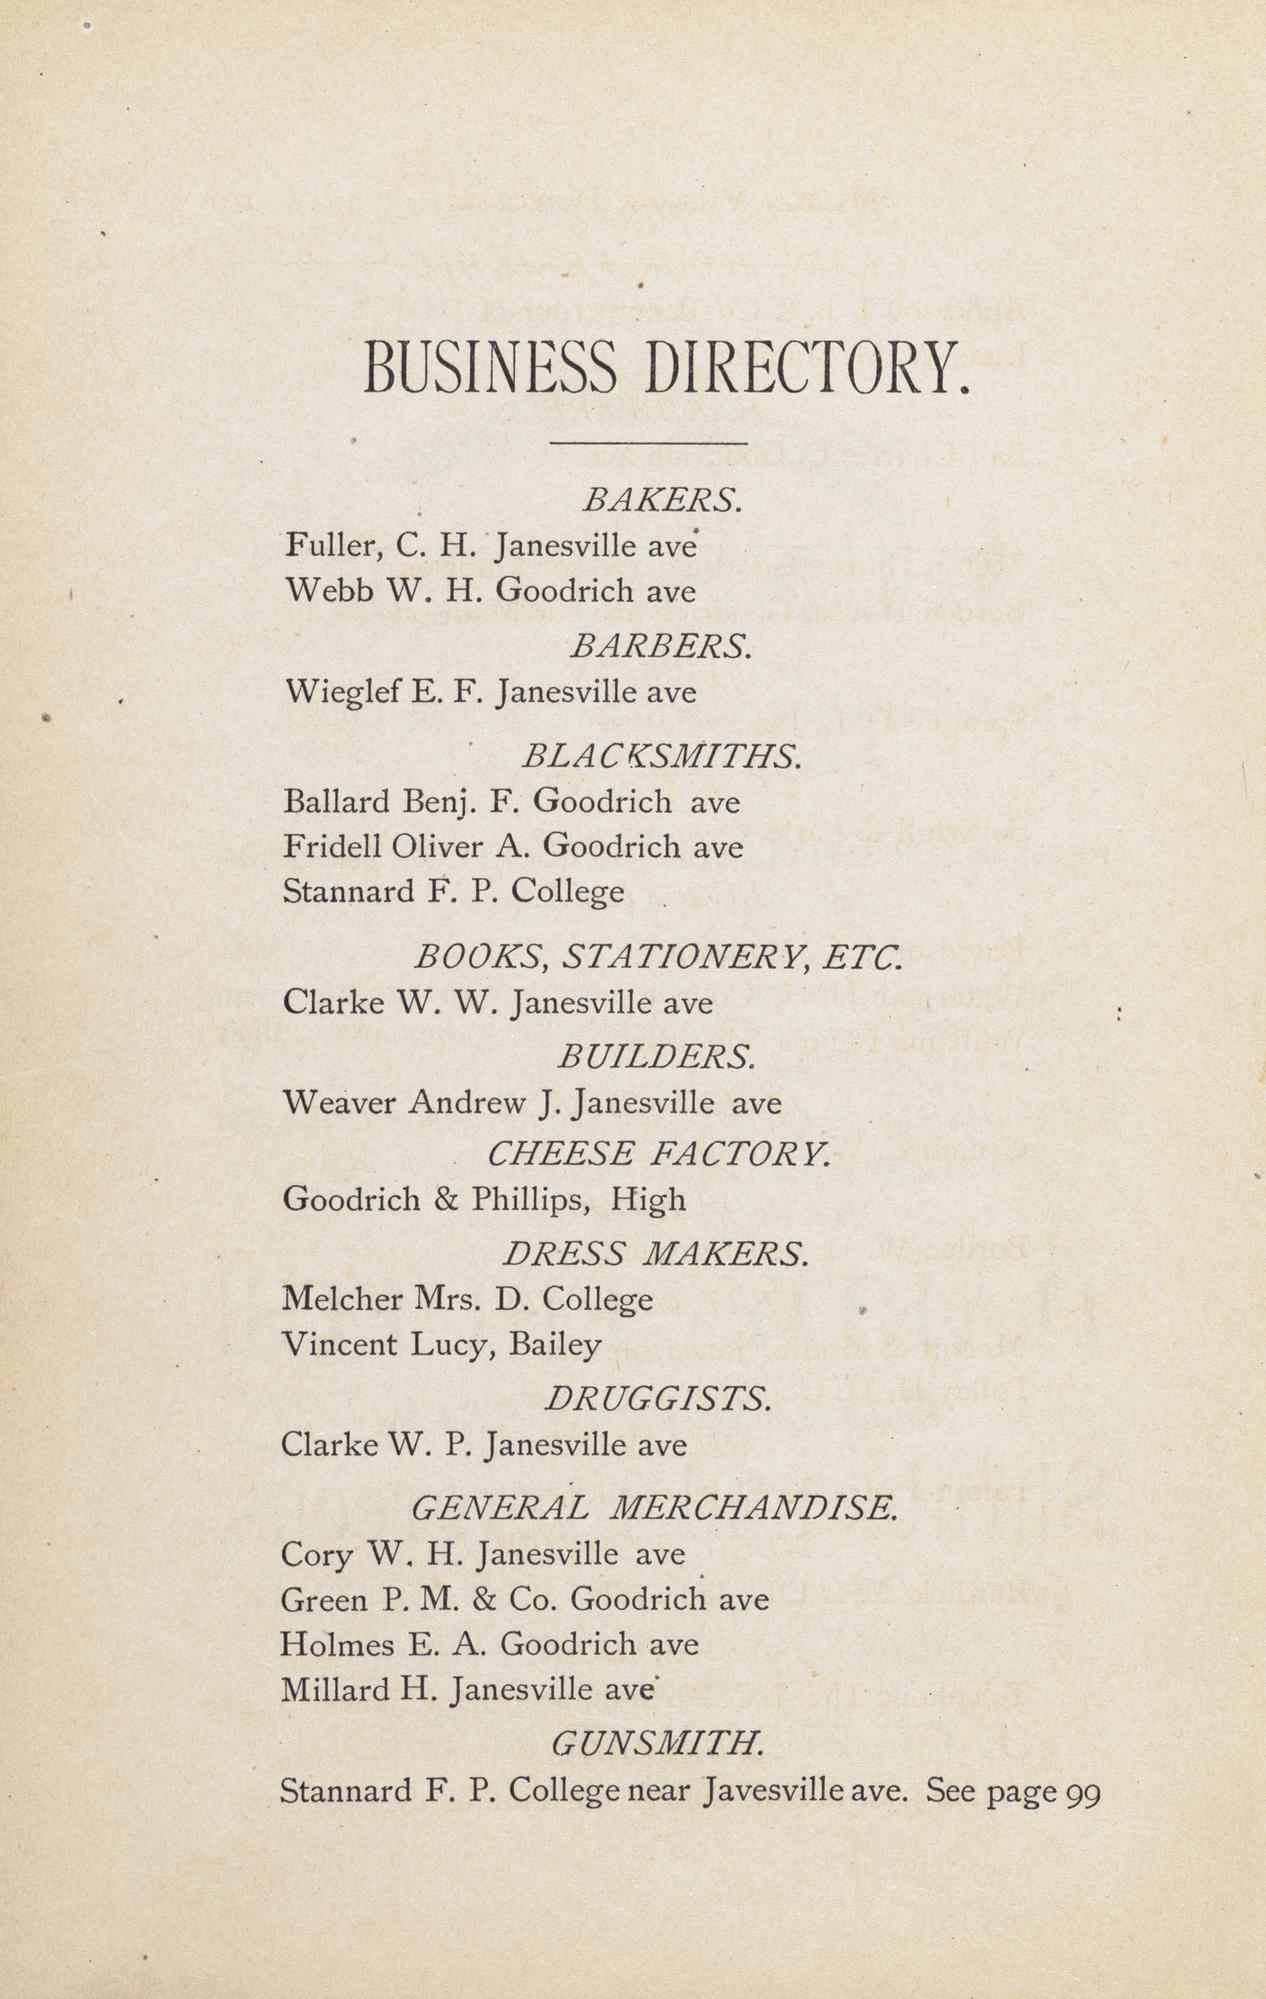 BUSINESS DIRECTORY.
BAKERS.
Fuller, C. H. Janesville ave
Webb W. H. Goodrich ave
BARBERS.
Wieglef E. F. Janesville ave
BLACKSMITHS.
Ballard Benj. F. Goodrich ave
Fridell Oliver A. Goodrich ave
Stannard F. P. College
BOOKS, STATIONERY, ETC.
Clarke W. W. Janesville ave
BUILDERS.
Weaver Andrew J. Janesville ave
CHEESE FACTORY.
Goodrich & Phillips, High
DRESS MAKERS.
Melcher Mrs. D. College
Vincent Lucy, Bailey
DRUGGISTS.
Clarke W. P. Janesville ave
GENERAL MERCHANDISE.
Cory W. H. Janesville ave
Green P. M. & Co. Goodrich ave
Holmes E. A. Goodrich ave
Millard H. Janesville ave
GUNSMITH.
Stannard F. P. College near Javesville ave. See page 99